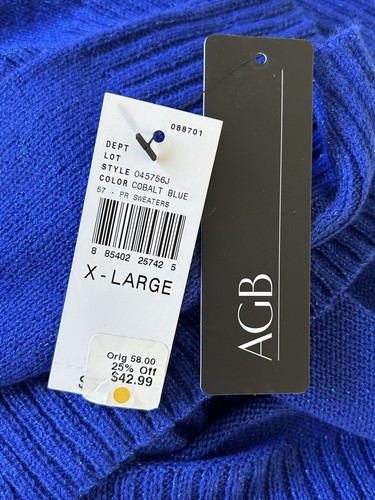 088701
DEPT
LOT
STYLE 045756J
COLOR COBALT BLUE
57 - PR SWEATERS
8 85402 25742 5
X-LARGE
Orig 58.00
25% Off
$42.99
AGB